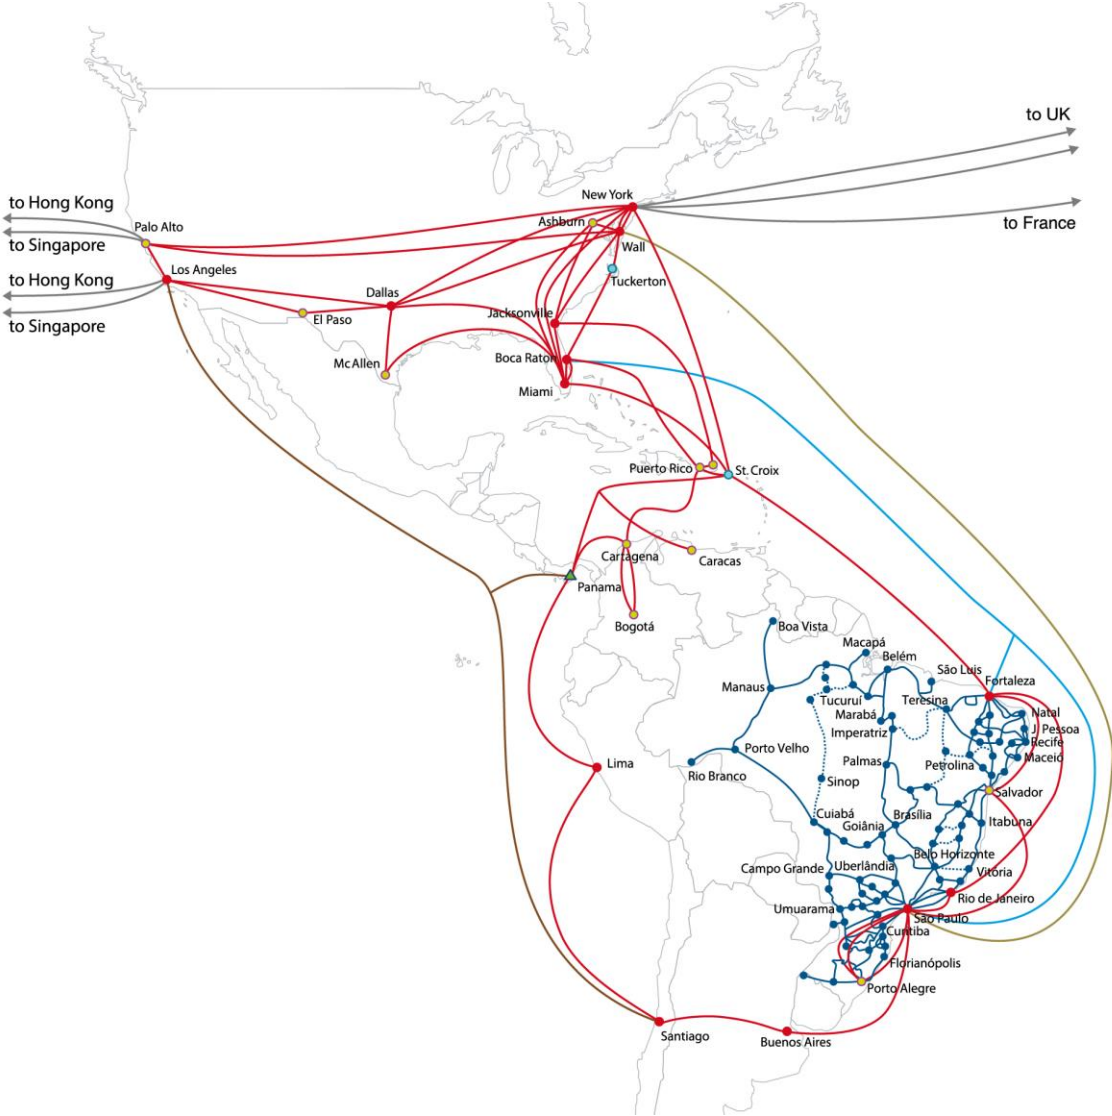 to UK
New York
to Hong Kong
Ashburn
to France
Palo Alto
to Singapore
Wall
Los Angeles
to Hong Kong
Tuckerton
Dallas
to Singapore
El Paso
Jacksonville
McAllen
Boca Raton
Miami
Puerto Rico
St. Croix
Cartagena
Caracas
Panama
Bogotá
Boa Vista
Macapá
Belém
São Luis
Fortaleza
Manaus
Tucuruí
Teresina
Marabá
Natal
Imperatriz
J Pessoa
Recife
Porto Velho
Maceió
Palmas
Petrolina
Lima
Rio Branco
Sinop
Salvador
Cuiabá
Brasília
Goiânia
Itabuna
Belo Horizonte
Campo Grande
Uberlândia
Vitória
Rio de Janeiro
Umuarama
São Paulo
Curitiba
Florianópolis
Porto Alegre
Santiago
Buenos Aires